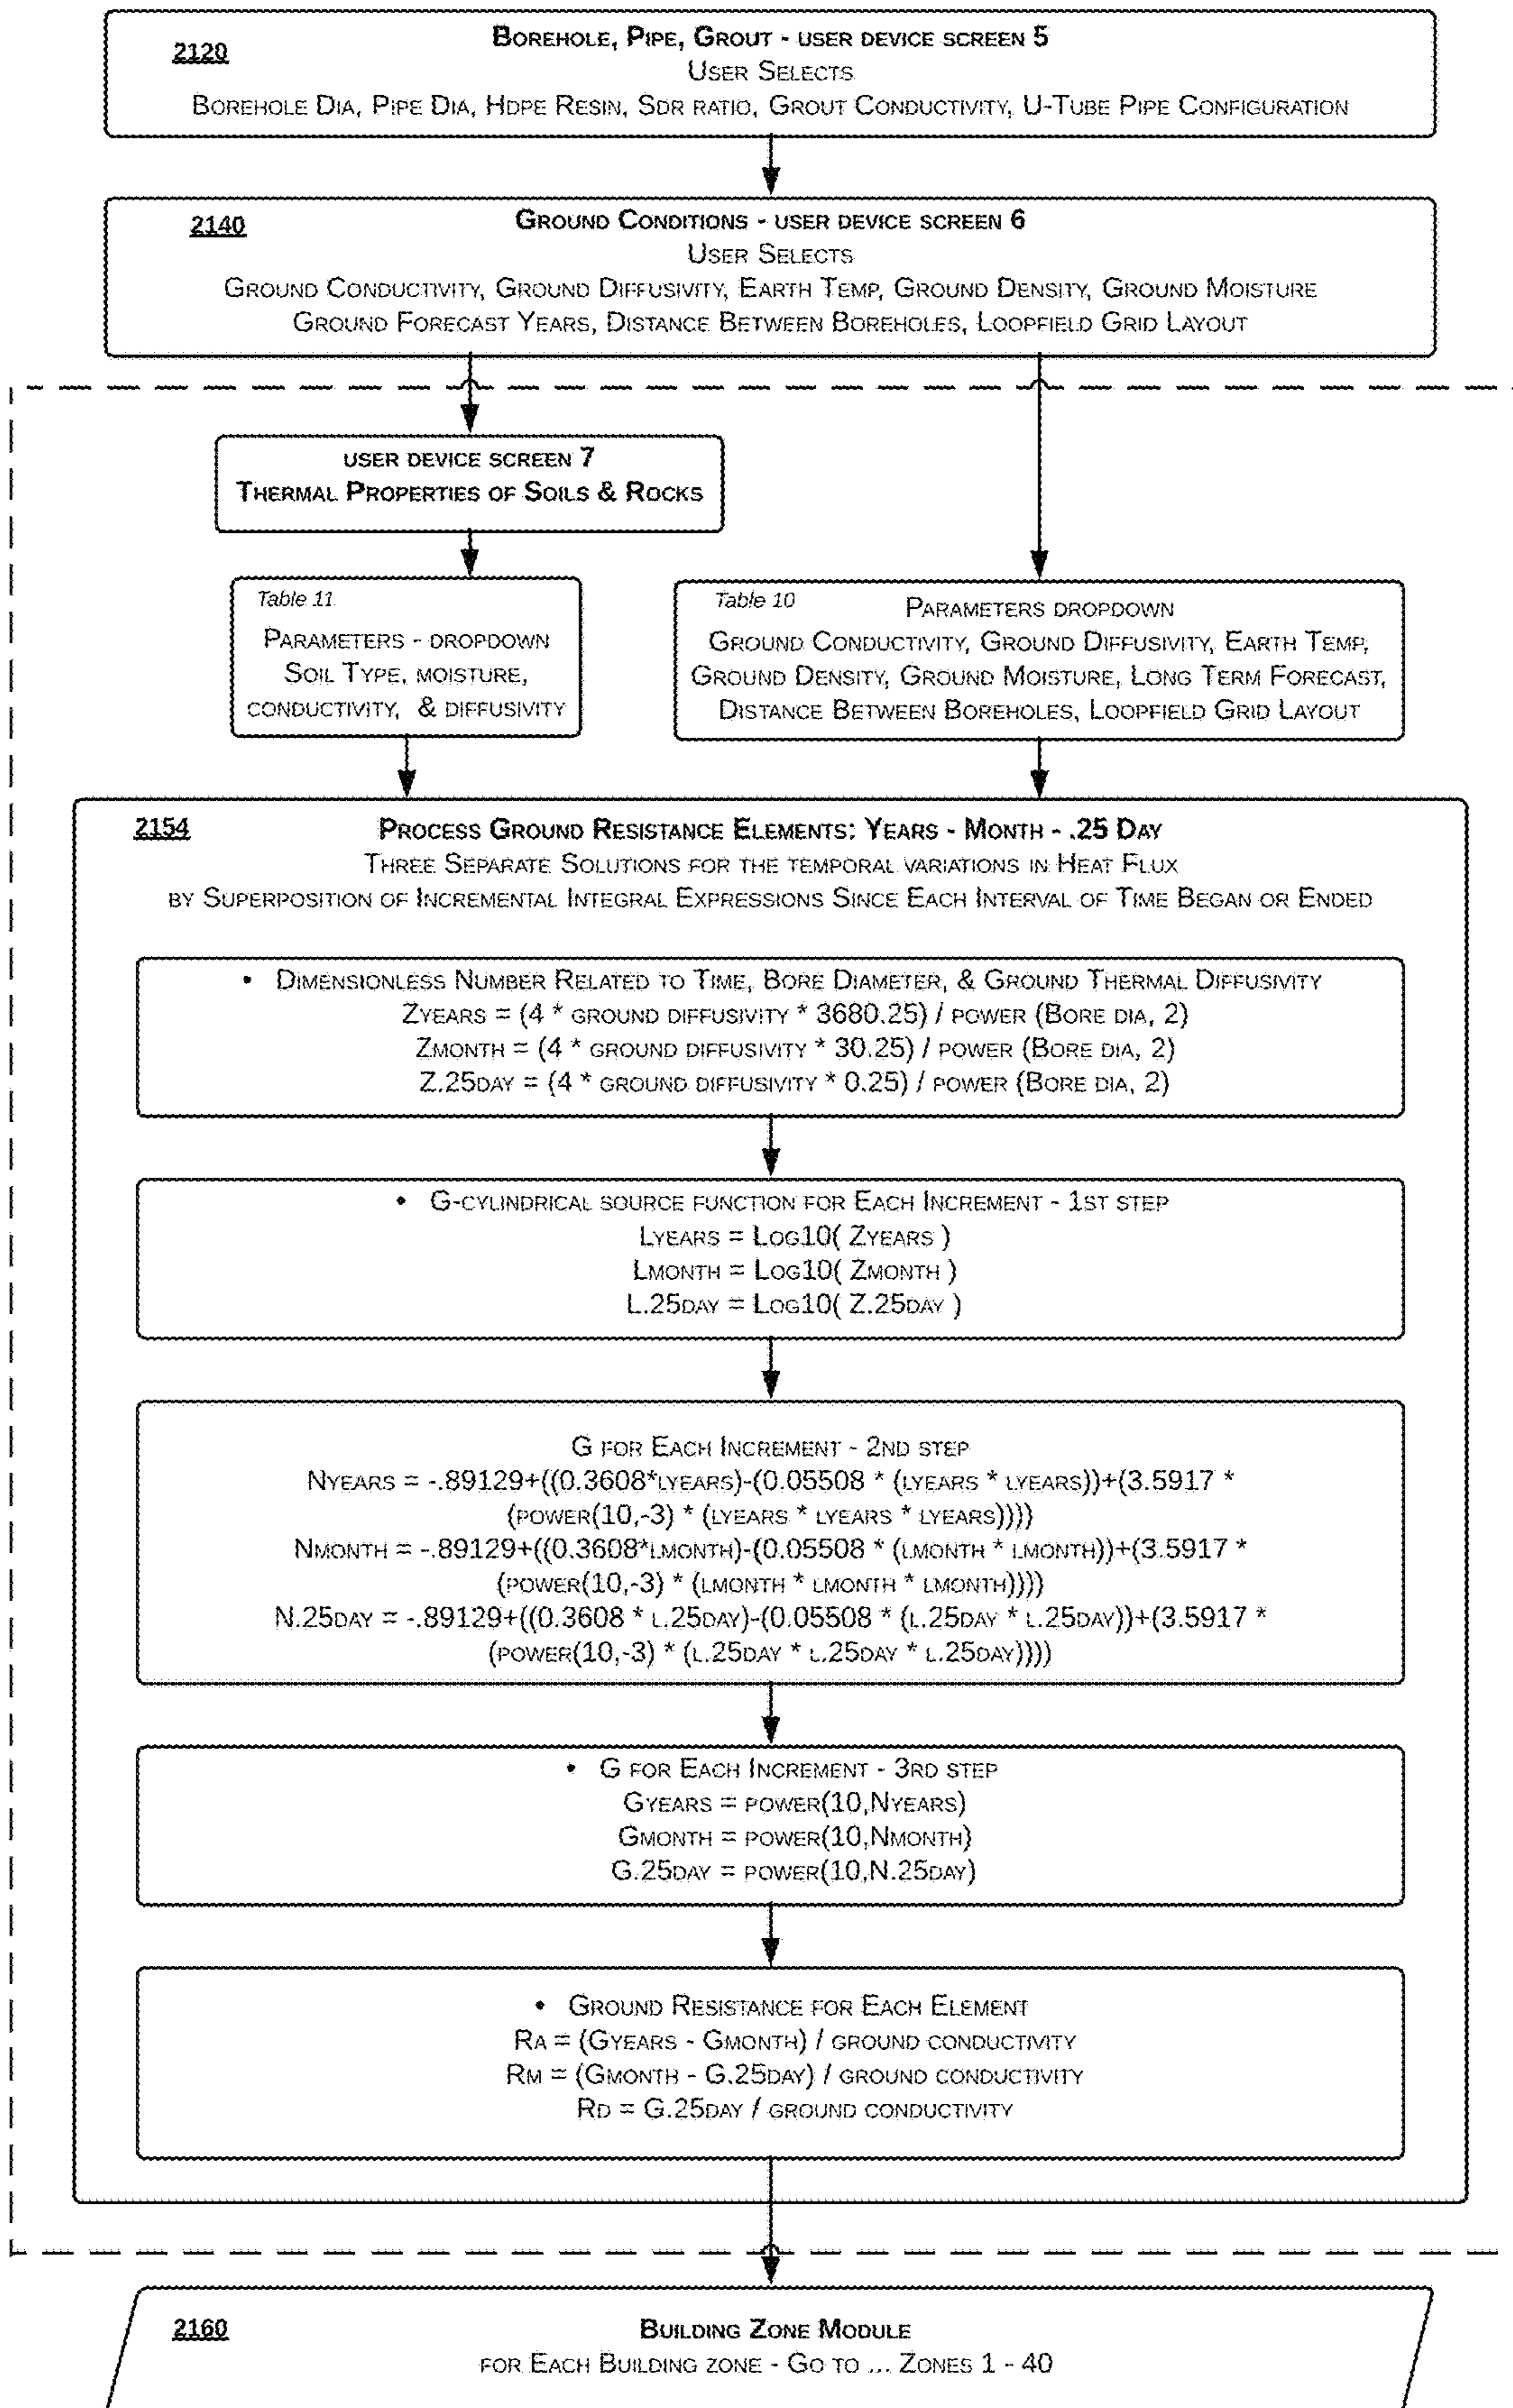 2120
BOREHOLE, PIPE, GROUT - USER DEVICE SCREEN 5
USER SELECTS
BOREHOLE DIA, PIPE DIA, HDPE RESIN, SDR RATIO, GROUT CONDUCTIVITY, U-TUBE PIPE CONFIGURATION
2140
GROUND CONDITIONS - USER DEVICE SCREEN 6
USER SELECTS
GROUND CONDUCTIVITY, GROUND DIFFUSIVITY, EARTH TEMP, GROUND DENSITY, GROUND MOISTURE
GROUND FORECAST YEARS, DISTANCE BETWEEN BOREHOLES, LOOPFIELD GRID LAYOUT
USER DEVICE SCREEN 7
THERMAL PROPERTIES OF SOILS & ROCKS
Table 11
PARAMETERS - DROPDOWN
SOIL TYPE, MOISTURE,
CONDUCTIVITY, & DIFFUSIVITY
Table 10
PARAMETERS DROPDOWN
GROUND CONDUCTIVITY, GROUND DIFFUSIVITY, EARTH TEMP,
GROUND DENSITY, GROUND MOISTURE, LONG TERM FORECAST,
DISTANCE BETWEEN BOREHOLES, LOOPFIELD GRID LAYOUT
2154
PROCESS GROUND RESISTANCE ELEMENTS: YEARS - MONTH - .25 DAY
THREE SEPARATE SOLUTIONS FOR THE TEMPORAL VARIATIONS IN HEAT FLUX
BY SUPERPOSITION OF INCREMENTAL INTEGRAL EXPRESSIONS SINCE EACH INTERVAL OF TIME BEGAN OR ENDED
• DIMENSIONLESS NUMBER RELATED TO TIME, BORE DIAMETER, & GROUND THERMAL DIFFUSIVITY
ZYEARS = (4 * GROUND DIFFUSIVITY * 3680.25) / POWER (BORE DIA, 2)
ZMONTH = (4 * GROUND DIFFUSIVITY * 30.25) / POWER (BORE DIA, 2)
Z.25DAY = (4 * GROUND DIFFUSIVITY * 0.25) / POWER (BORE DIA, 2)
• G-CYLINDRICAL SOURCE FUNCTION FOR EACH INCREMENT - 1ST STEP
LYEARS = LOG10( ZYEARS )
LMONTH = LOG10( ZMONTH )
L.25DAY = LOG10( Z.25DAY )
G FOR EACH INCREMENT - 2ND STEP
NYEARS = -.89129+((0.3608*LYEARS)-(0.05508 * (LYEARS * LYEARS))+(3.5917 *
(POWER(10,-3) * (LYEARS * LYEARS * LYEARS))))
NMONTH = -.89129+((0.3608*LMONTH)-(0.05508 * (LMONTH * LMONTH))+(3.5917 *
(POWER(10,-3) * (LMONTH * LMONTH * LMONTH))))
N.25DAY = -.89129+((0.3608 * L.25DAY)-(0.05508 * (L.25DAY * L.25DAY))+(3.5917 *
(POWER(10,-3) * (L.25DAY * L.25DAY * L.25DAY))))
• G FOR EACH INCREMENT - 3RD STEP
GYEARS = POWER(10,NYEARS)
GMONTH = POWER(10,NMONTH)
G.25DAY = POWER(10,N.25DAY)
• GROUND RESISTANCE FOR EACH ELEMENT
RA = (GYEARS - GMONTH) / GROUND CONDUCTIVITY
RM = (GMONTH - G.25DAY) / GROUND CONDUCTIVITY
RD = G.25DAY / GROUND CONDUCTIVITY
2160
BUILDING ZONE MODULE
FOR EACH BUILDING ZONE - GO TO ... ZONES 1 - 40